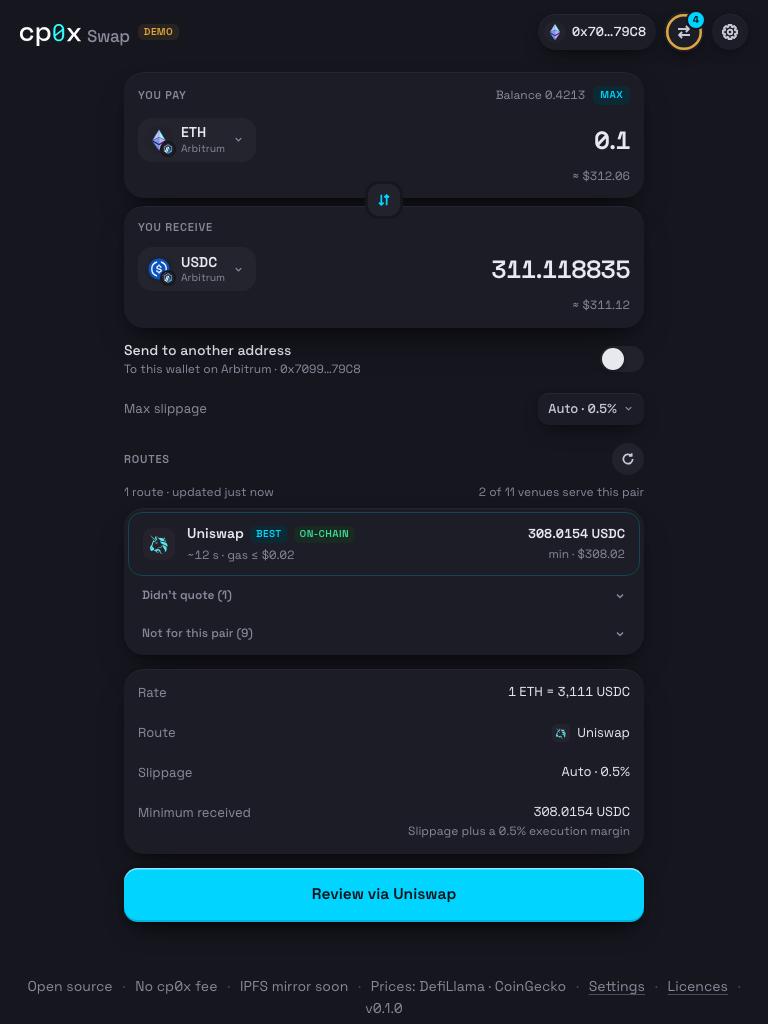 cp0x Swap DEMO 0x70…79C8 4
YOU PAY Balance 0.4213 MAX
ETH
Arbitrum
0.1
≈ $312.06
YOU RECEIVE
USDC
Arbitrum
311.118835
≈ $311.12
Send to another address
To this wallet on Arbitrum · 0x7099…79C8
Max slippage Auto · 0.5%
ROUTES
1 route · updated just now 2 of 11 venues serve this pair
Uniswap BEST ON-CHAIN 308.0154 USDC
~12 s · gas ≤ $0.02 min · $308.02
Didn't quote (1)
Not for this pair (9)
Rate 1 ETH = 3,111 USDC
Route Uniswap
Slippage Auto · 0.5%
Minimum received 308.0154 USDC
Slippage plus a 0.5% execution margin
Review via Uniswap
Open source · No cp0x fee · IPFS mirror soon · Prices: DefiLlama · CoinGecko · Settings · Licences ·
v0.1.0